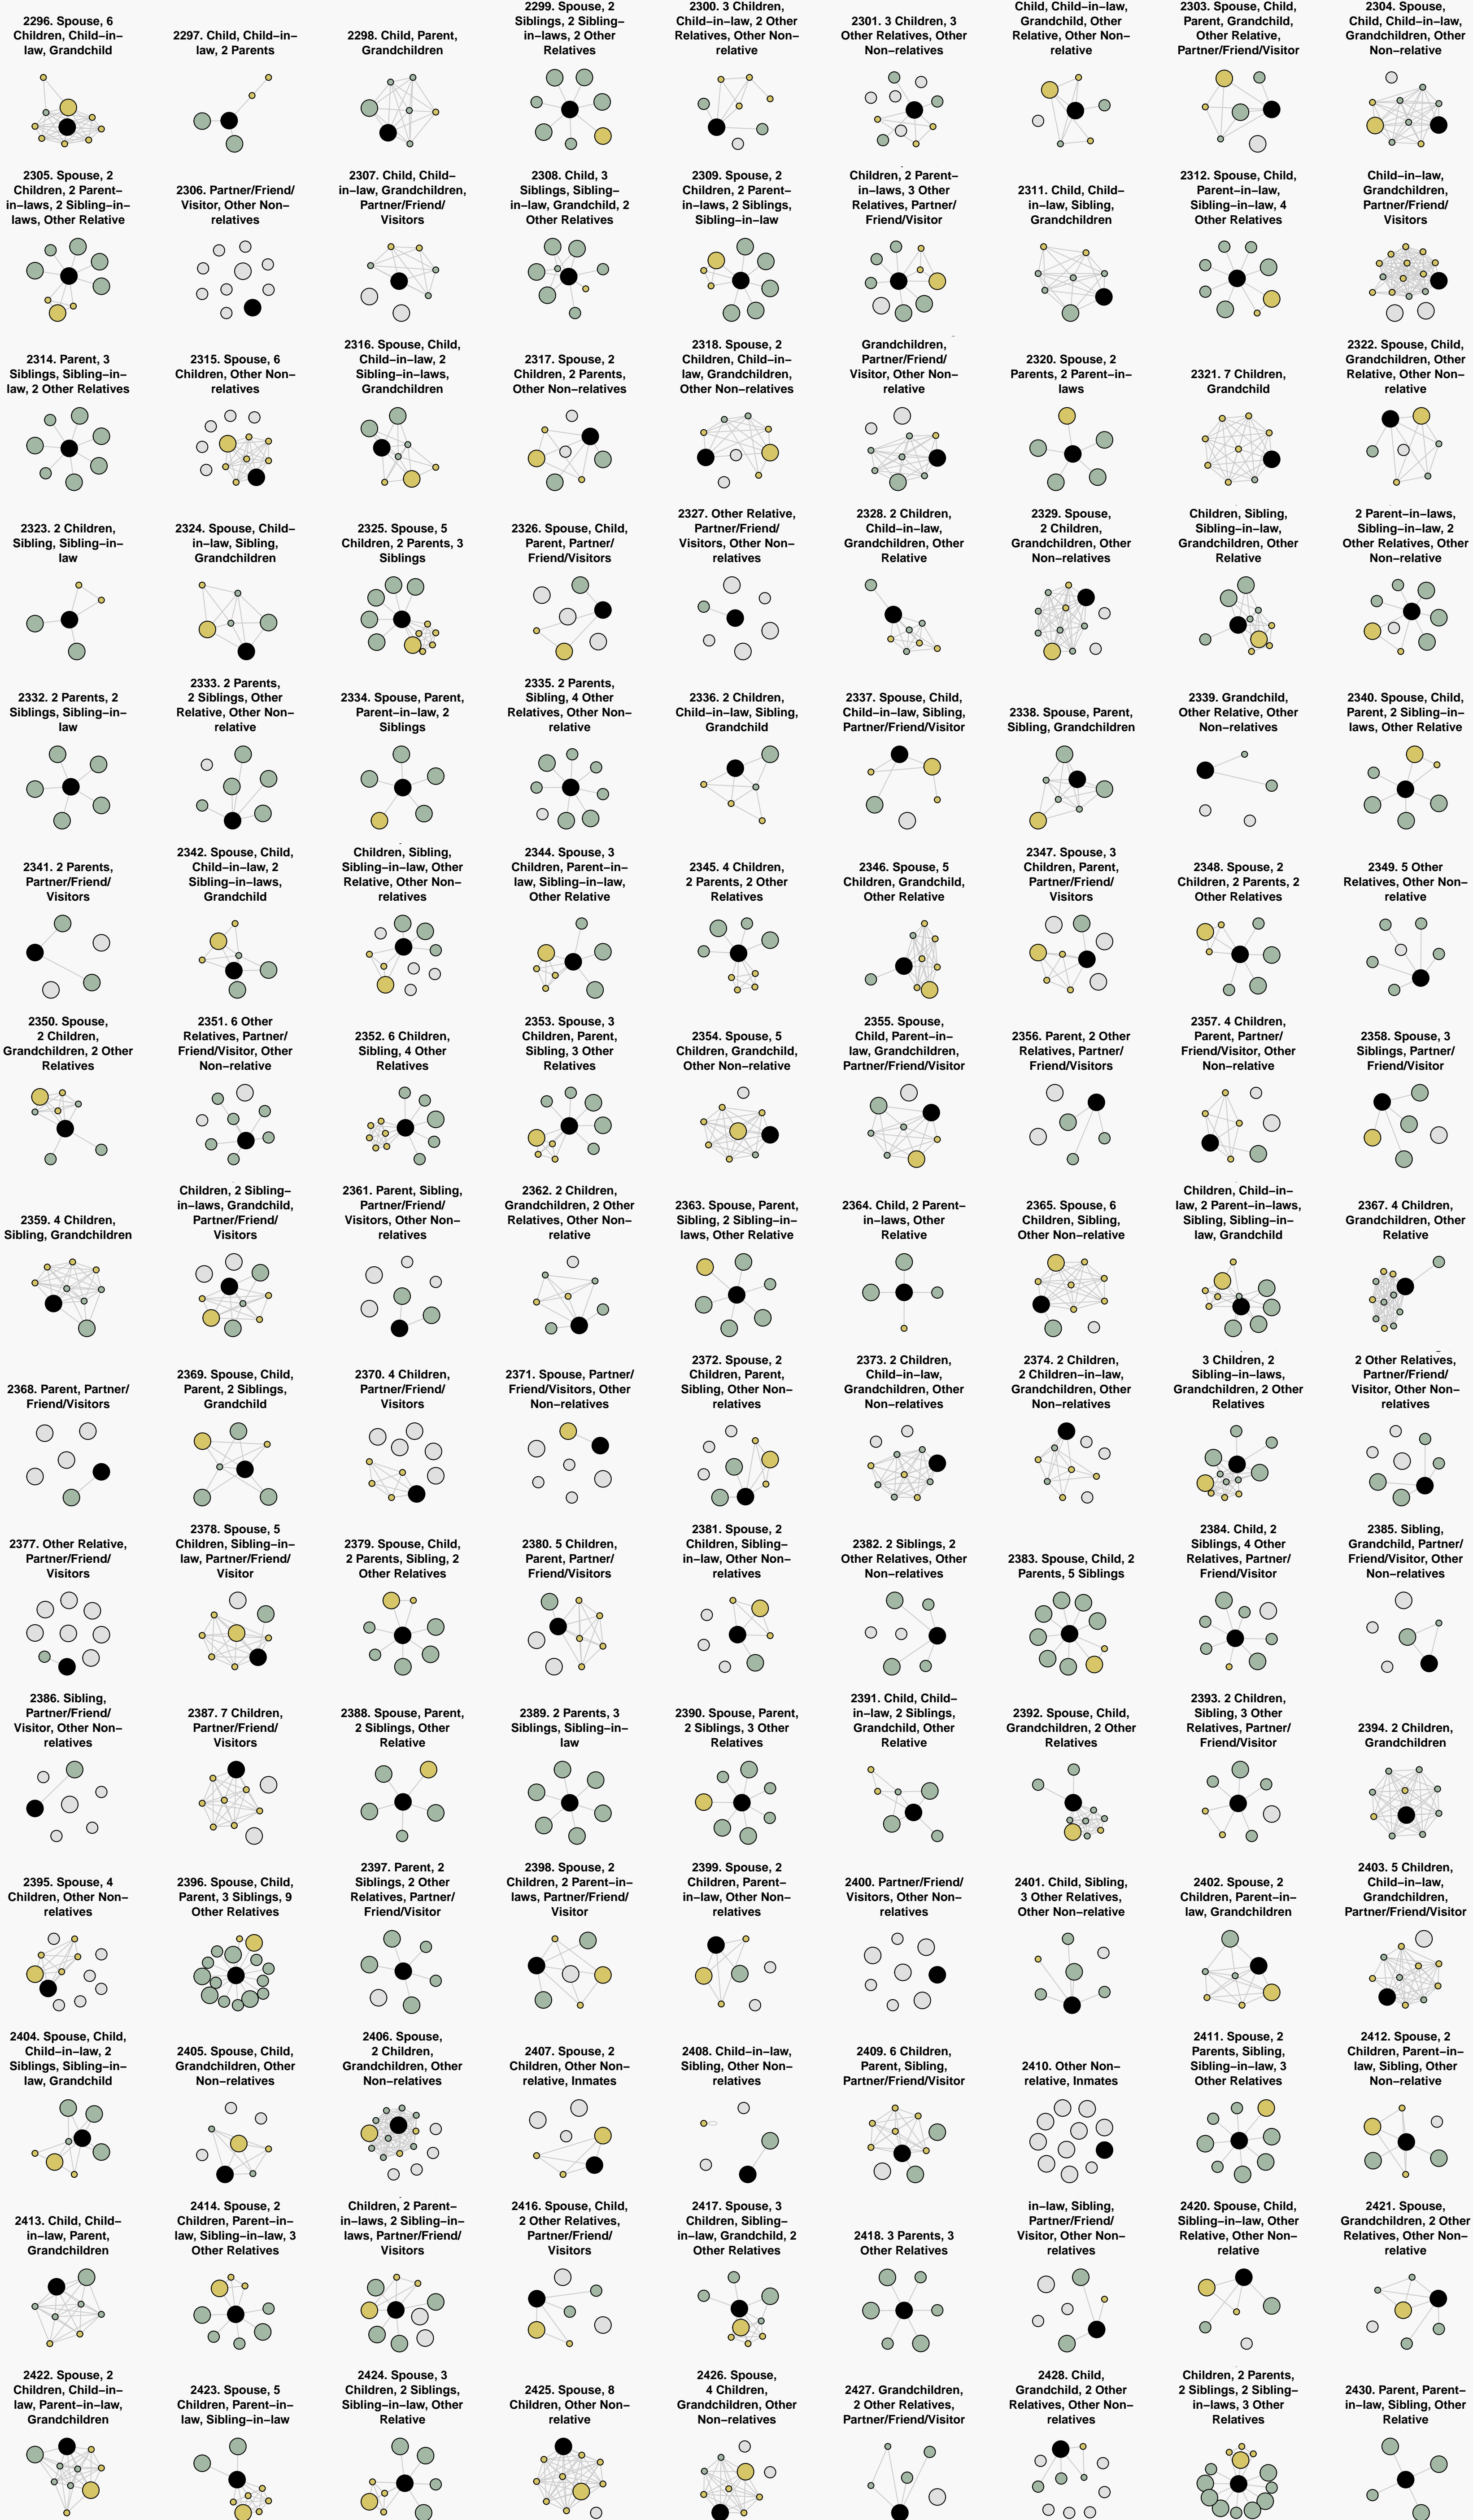 2296. Spouse, 6
Children, Child–in–
law, Grandchild
2297. Child, Child–in–
law, 2 Parents
2298. Child, Parent,
Grandchildren
2299. Spouse, 2
Siblings, 2 Sibling–
in–laws, 2 Other
Relatives
2300. 3 Children,
Child–in–law, 2 Other
Relatives, Other Non–
relative
2301. 3 Children, 3
Other Relatives, Other
Non–relatives
Child, Child–in–law,
Grandchild, Other
Relative, Other Non–
relative
2303. Spouse, Child,
Parent, Grandchild,
Other Relative,
Partner/Friend/Visitor
2304. Spouse,
Child, Child–in–law,
Grandchildren, Other
Non–relative
2305. Spouse, 2
Children, 2 Parent–
in–laws, 2 Sibling–in–
laws, Other Relative
2306. Partner/Friend/
Visitor, Other Non–
relatives
2307. Child, Child–
in–law, Grandchildren,
Partner/Friend/
Visitors
2308. Child, 3
Siblings, Sibling–
in–law, Grandchild, 2
Other Relatives
2309. Spouse, 2
Children, 2 Parent–
in–laws, 2 Siblings,
Sibling–in–law
Children, 2 Parent–
in–laws, 3 Other
Relatives, Partner/
Friend/Visitor
2311. Child, Child–
in–law, Sibling,
Grandchildren
2312. Spouse, Child,
Parent–in–law,
Sibling–in–law, 4
Other Relatives
Child–in–law,
Grandchildren,
Partner/Friend/
Visitors
2314. Parent, 3
Siblings, Sibling–in–
law, 2 Other Relatives
2315. Spouse, 6
Children, Other Non–
relatives
2316. Spouse, Child,
Child–in–law, 2
Sibling–in–laws,
Grandchildren
2317. Spouse, 2
Children, 2 Parents,
Other Non–relatives
2318. Spouse, 2
Children, Child–in–
law, Grandchildren,
Other Non–relatives
Grandchildren,
Partner/Friend/
Visitor, Other Non–
relative
2320. Spouse, 2
Parents, 2 Parent–in–
laws
2321. 7 Children,
Grandchild
2322. Spouse, Child,
Grandchildren, Other
Relative, Other Non–
relative
2323. 2 Children,
Sibling, Sibling–in–
law
2324. Spouse, Child–
in–law, Sibling,
Grandchildren
2325. Spouse, 5
Children, 2 Parents, 3
Siblings
2326. Spouse, Child,
Parent, Partner/
Friend/Visitors
2327. Other Relative,
Partner/Friend/
Visitors, Other Non–
relatives
2328. 2 Children,
Child–in–law,
Grandchildren, Other
Relative
2329. Spouse,
2 Children,
Grandchildren, Other
Non–relatives
Children, Sibling,
Sibling–in–law,
Grandchildren, Other
Relative
2 Parent–in–laws,
Sibling–in–law, 2
Other Relatives, Other
Non–relative
2332. 2 Parents, 2
Siblings, Sibling–in–
law
2333. 2 Parents,
2 Siblings, Other
Relative, Other Non–
relative
2334. Spouse, Parent,
Parent–in–law, 2
Siblings
2335. 2 Parents,
Sibling, 4 Other
Relatives, Other Non–
relative
2336. 2 Children,
Child–in–law, Sibling,
Grandchild
2337. Spouse, Child,
Child–in–law, Sibling,
Partner/Friend/Visitor
2338. Spouse, Parent,
Sibling, Grandchildren
2339. Grandchild,
Other Relative, Other
Non–relatives
2340. Spouse, Child,
Parent, 2 Sibling–in–
laws, Other Relative
2341. 2 Parents,
Partner/Friend/
Visitors
2342. Spouse, Child,
Child–in–law, 2
Sibling–in–laws,
Grandchild
Children, Sibling,
Sibling–in–law, Other
Relative, Other Non–
relatives
2344. Spouse, 3
Children, Parent–in–
law, Sibling–in–law,
Other Relative
2345. 4 Children,
2 Parents, 2 Other
Relatives
2346. Spouse, 5
Children, Grandchild,
Other Relative
2347. Spouse, 3
Children, Parent,
Partner/Friend/
Visitors
2348. Spouse, 2
Children, 2 Parents, 2
Other Relatives
2349. 5 Other
Relatives, Other Non–
relative
2350. Spouse,
2 Children,
Grandchildren, 2 Other
Relatives
2351. 6 Other
Relatives, Partner/
Friend/Visitor, Other
Non–relative
2352. 6 Children,
Sibling, 4 Other
Relatives
2353. Spouse, 3
Children, Parent,
Sibling, 3 Other
Relatives
2354. Spouse, 5
Children, Grandchild,
Other Non–relative
2355. Spouse,
Child, Parent–in–
law, Grandchildren,
Partner/Friend/Visitor
2356. Parent, 2 Other
Relatives, Partner/
Friend/Visitors
2357. 4 Children,
Parent, Partner/
Friend/Visitor, Other
Non–relative
2358. Spouse, 3
Siblings, Partner/
Friend/Visitor
2359. 4 Children,
Sibling, Grandchildren
Children, 2 Sibling–
in–laws, Grandchild,
Partner/Friend/
Visitors
2361. Parent, Sibling,
Partner/Friend/
Visitors, Other Non–
relatives
2362. 2 Children,
Grandchildren, 2 Other
Relatives, Other Non–
relative
2363. Spouse, Parent,
Sibling, 2 Sibling–in–
laws, Other Relative
2364. Child, 2 Parent–
in–laws, Other
Relative
2365. Spouse, 6
Children, Sibling,
Other Non–relative
Children, Child–in–
law, 2 Parent–in–laws,
Sibling, Sibling–in–
law, Grandchild
2367. 4 Children,
Grandchildren, Other
Relative
2368. Parent, Partner/
Friend/Visitors
2369. Spouse, Child,
Parent, 2 Siblings,
Grandchild
2370. 4 Children,
Partner/Friend/
Visitors
2371. Spouse, Partner/
Friend/Visitors, Other
Non–relatives
2372. Spouse, 2
Children, Parent,
Sibling, Other Non–
relatives
2373. 2 Children,
Child–in–law,
Grandchildren, Other
Non–relatives
2374. 2 Children,
2 Children–in–law,
Grandchildren, Other
Non–relatives
3 Children, 2
Sibling–in–laws,
Grandchildren, 2 Other
Relatives
2 Other Relatives,
Partner/Friend/
Visitor, Other Non–
relatives
2377. Other Relative,
Partner/Friend/
Visitors
2378. Spouse, 5
Children, Sibling–in–
law, Partner/Friend/
Visitor
2379. Spouse, Child,
2 Parents, Sibling, 2
Other Relatives
2380. 5 Children,
Parent, Partner/
Friend/Visitors
2381. Spouse, 2
Children, Sibling–
in–law, Other Non–
relatives
2382. 2 Siblings, 2
Other Relatives, Other
Non–relatives
2383. Spouse, Child, 2
Parents, 5 Siblings
2384. Child, 2
Siblings, 4 Other
Relatives, Partner/
Friend/Visitor
2385. Sibling,
Grandchild, Partner/
Friend/Visitor, Other
Non–relatives
2386. Sibling,
Partner/Friend/
Visitor, Other Non–
relatives
2387. 7 Children,
Partner/Friend/
Visitors
2388. Spouse, Parent,
2 Siblings, Other
Relative
2389. 2 Parents, 3
Siblings, Sibling–in–
law
2390. Spouse, Parent,
2 Siblings, 3 Other
Relatives
2391. Child, Child–
in–law, 2 Siblings,
Grandchild, Other
Relative
2392. Spouse, Child,
Grandchildren, 2 Other
Relatives
2393. 2 Children,
Sibling, 3 Other
Relatives, Partner/
Friend/Visitor
2394. 2 Children,
Grandchildren
2395. Spouse, 4
Children, Other Non–
relatives
2396. Spouse, Child,
Parent, 3 Siblings, 9
Other Relatives
2397. Parent, 2
Siblings, 2 Other
Relatives, Partner/
Friend/Visitor
2398. Spouse, 2
Children, 2 Parent–in–
laws, Partner/Friend/
Visitor
2399. Spouse, 2
Children, Parent–
in–law, Other Non–
relatives
2400. Partner/Friend/
Visitors, Other Non–
relatives
2401. Child, Sibling,
3 Other Relatives,
Other Non–relative
2402. Spouse, 2
Children, Parent–in–
law, Grandchildren
2403. 5 Children,
Child–in–law,
Grandchildren,
Partner/Friend/Visitor
2404. Spouse, Child,
Child–in–law, 2
Siblings, Sibling–in–
law, Grandchild
2405. Spouse, Child,
Grandchildren, Other
Non–relatives
2406. Spouse,
2 Children,
Grandchildren, Other
Non–relatives
2407. Spouse, 2
Children, Other Non–
relative, Inmates
2408. Child–in–law,
Sibling, Other Non–
relatives
2409. 6 Children,
Parent, Sibling,
Partner/Friend/Visitor
2410. Other Non–
relative, Inmates
2411. Spouse, 2
Parents, Sibling,
Sibling–in–law, 3
Other Relatives
2412. Spouse, 2
Children, Parent–in–
law, Sibling, Other
Non–relative
2413. Child, Child–
in–law, Parent,
Grandchildren
2414. Spouse, 2
Children, Parent–in–
law, Sibling–in–law, 3
Other Relatives
Children, 2 Parent–
in–laws, 2 Sibling–in–
laws, Partner/Friend/
Visitors
2416. Spouse, Child,
2 Other Relatives,
Partner/Friend/
Visitors
2417. Spouse, 3
Children, Sibling–
in–law, Grandchild, 2
Other Relatives
2418. 3 Parents, 3
Other Relatives
in–law, Sibling,
Partner/Friend/
Visitor, Other Non–
relatives
2420. Spouse, Child,
Sibling–in–law, Other
Relative, Other Non–
relative
2421. Spouse,
Grandchildren, 2 Other
Relatives, Other Non–
relative
2422. Spouse, 2
Children, Child–in–
law, Parent–in–law,
Grandchildren
2423. Spouse, 5
Children, Parent–in–
law, Sibling–in–law
2424. Spouse, 3
Children, 2 Siblings,
Sibling–in–law, Other
Relative
2425. Spouse, 8
Children, Other Non–
relative
2426. Spouse,
4 Children,
Grandchildren, Other
Non–relatives
2427. Grandchildren,
2 Other Relatives,
Partner/Friend/Visitor
2428. Child,
Grandchild, 2 Other
Relatives, Other Non–
relatives
Children, 2 Parents,
2 Siblings, 2 Sibling–
in–laws, 3 Other
Relatives
2430. Parent, Parent–
in–law, Sibling, Other
Relative